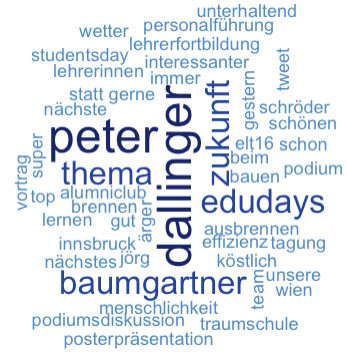 unterhaltend
wetter
personalführung
studentsday
lehrerfortbildung
lehrerinnen
interessanter
immer
statt
gerne
gestern
tweet
nächste
zukunft
schröder
peter
dallinger
schönen
super
elt16
schon
vortrag
thema
beim
podium
bauen
top
alumniclub
edudays
brennen
lernen
gut
ärger
ausbrennen
innsbruck
effizienz
tagung
nächstes
jörg
köstlich
baumgartner
team
unsere
wien
menschlichkeit
podiumsdiskussion
traumschule
posterpräsentation